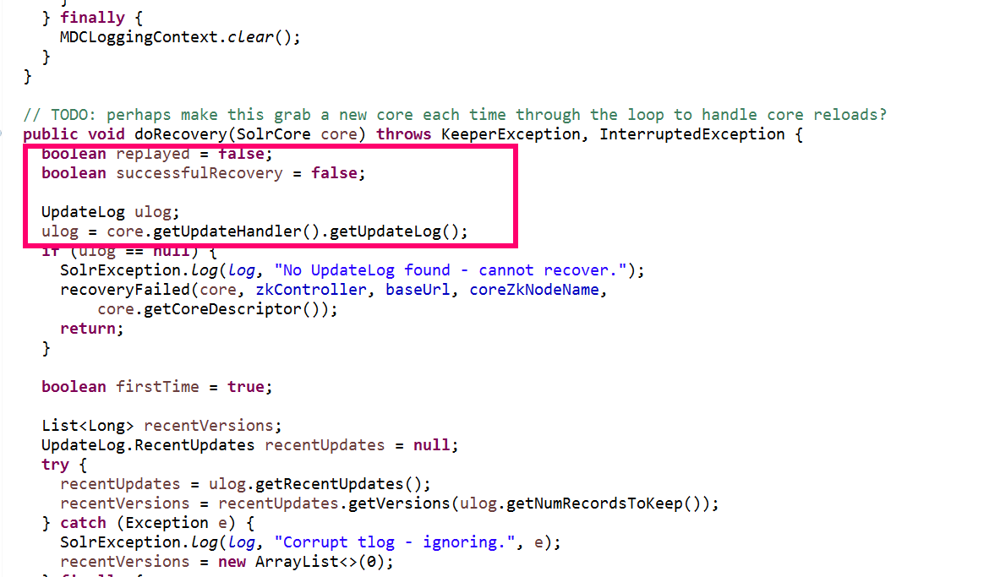 }
} finally {
MDCLoggingContext.clear();
}
}
// TODO: perhaps make this grab a new core each time through the loop to handle core reloads?
public void doRecovery(SolrCore core) throws KeeperException, InterruptedException {
boolean replayed = false;
boolean successfulRecovery = false;
UpdateLog ulog;
ulog = core.getUpdateHandler().getUpdateLog();
if (ulog == null) {
SolrException.log(log, "No UpdateLog found - cannot recover.");
recoveryFailed(core, zkController, baseUrl, coreZkNodeName,
core.getCoreDescriptor());
return;
}
boolean firstTime = true;
List<Long> recentVersions;
UpdateLog.RecentUpdates recentUpdates = null;
try {
recentUpdates = ulog.getRecentUpdates();
recentVersions = recentUpdates.getVersions(ulog.getNumRecordsToKeep());
} catch (Exception e) {
SolrException.log(log, "Corrupt tlog - ignoring.", e);
recentVersions = new ArrayList<>(0);
} finally {